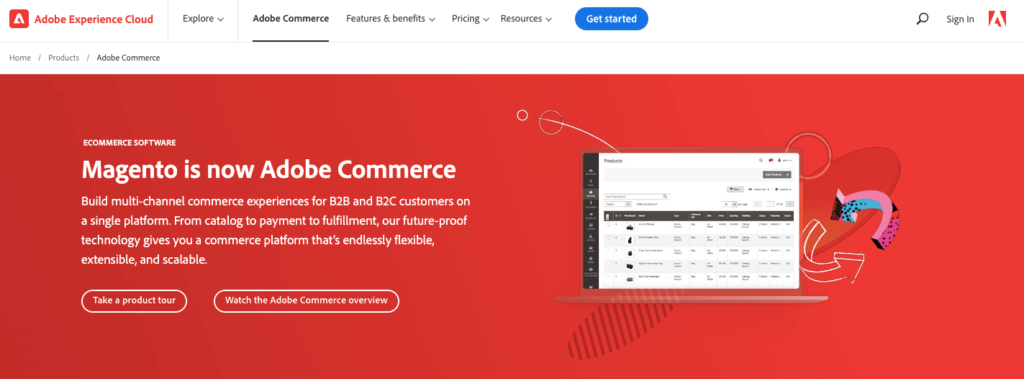 Adobe Experience Cloud
Explore
Adobe Commerce
Features & benefits
Pricing
Resources
Get started
Sign In
Home / Products / Adobe Commerce
ECOMMERCE SOFTWARE
Magento is now Adobe Commerce
Build multi-channel commerce experiences for B2B and B2C customers on
a single platform. From catalog to payment to fulfillment, our future-proof
technology gives you a commerce platform that's endlessly flexible,
extensible, and scalable.
Take a product tour
Watch the Adobe Commerce overview
Products